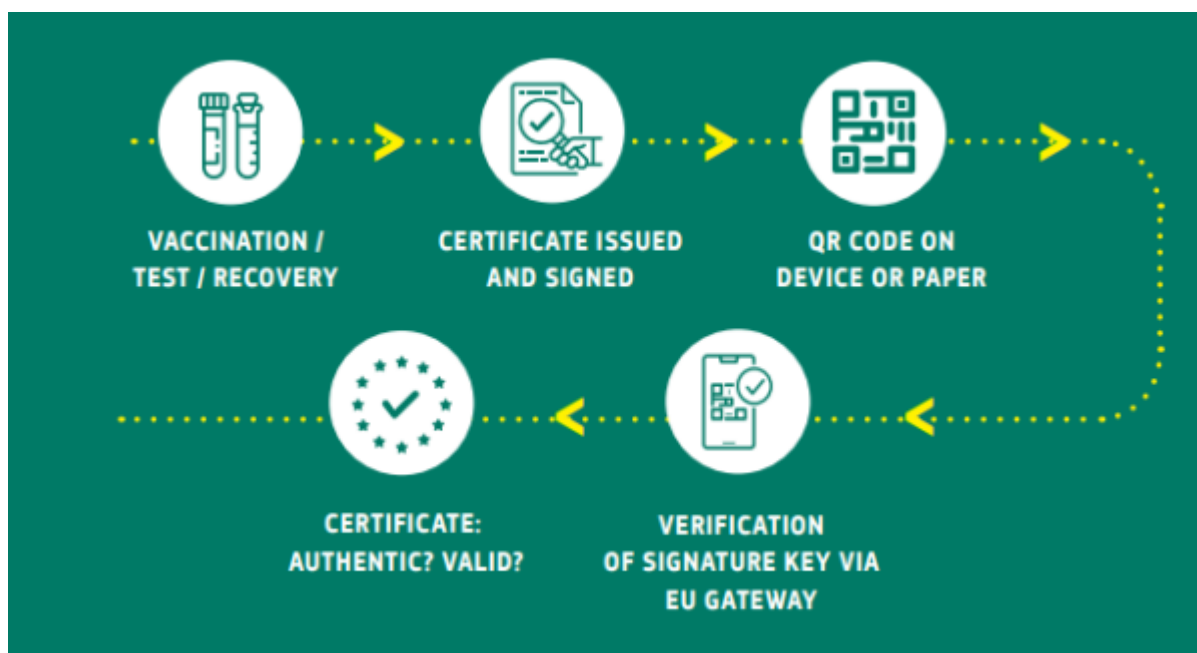 VACCINATION /
TEST / RECOVERY
CERTIFICATE ISSUED
AND SIGNED
QR CODE ON
DEVICE OR PAPER
VERIFICATION
OF SIGNATURE KEY VIA
EU GATEWAY
CERTIFICATE:
AUTHENTIC? VALID?